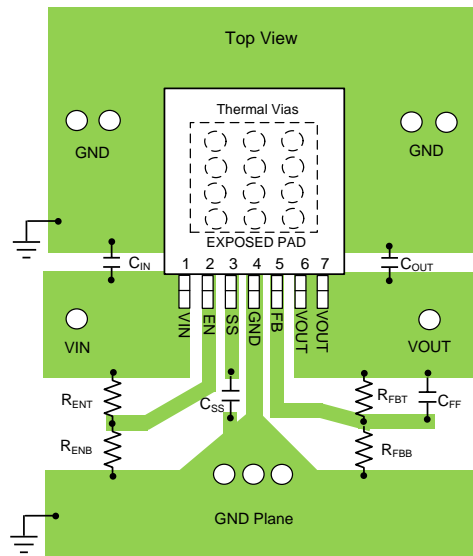 Top View
Thermal Vias
GND
GND
EXPOSED PAD
CIN
1 2 3 4 5 6 7
COUT
VIN
EN
SS
GND
FB
VOUT
VOUT
VIN
VOUT
RENT
CSS
RFBT
CFF
RENB
RFBB
GND Plane